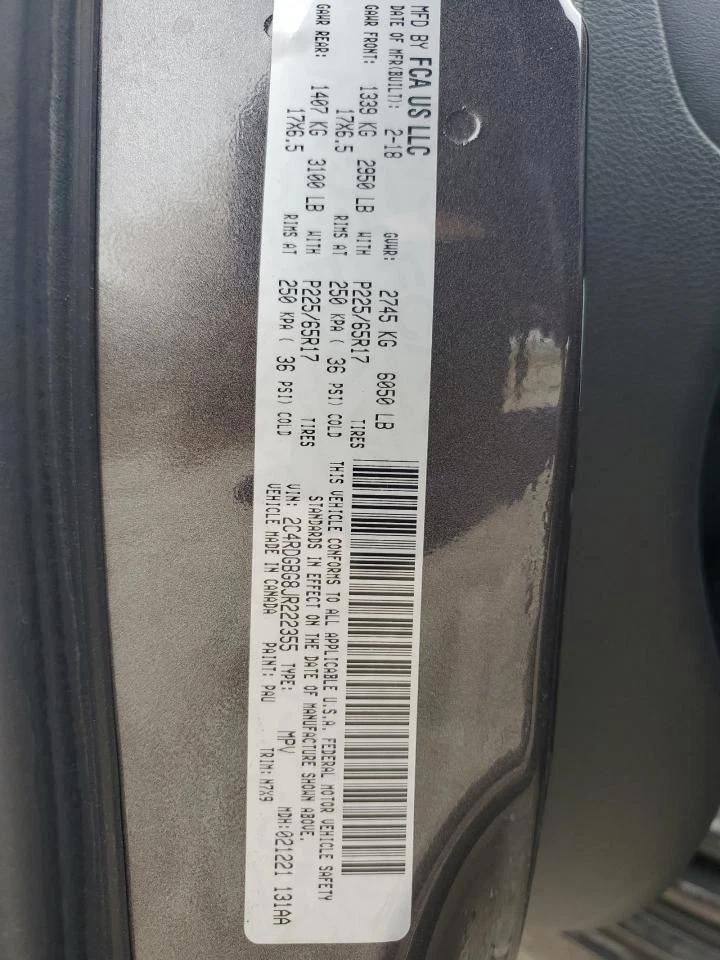 MFD BY FCA US LLC
DATE OF MFR(BUILT): 2-18 GVWR: 2745 KG 6050 LB
GAWR FRONT: 1339 KG 2950 LB WITH P225/65R17 TIRES
17X6.5 RIMS AT 250 KPA ( 36 PSI) COLD
GAWR REAR: 1407 KG 3100 LB WITH P225/65R17 TIRES
17X6.5 RIMS AT 250 KPA ( 36 PSI) COLD
THIS VEHICLE CONFORMS TO ALL APPLICABLE U.S.A. FEDERAL MOTOR VEHICLE SAFETY
STANDARDS IN EFFECT ON THE DATE OF MANUFACTURE SHOWN ABOVE.
VIN: 2C4RDGBG8JR222355 TYPE: MPV MDH:021221 131AA
VEHICLE MADE IN CANADA PAINT: PAU TRIM:M7X9